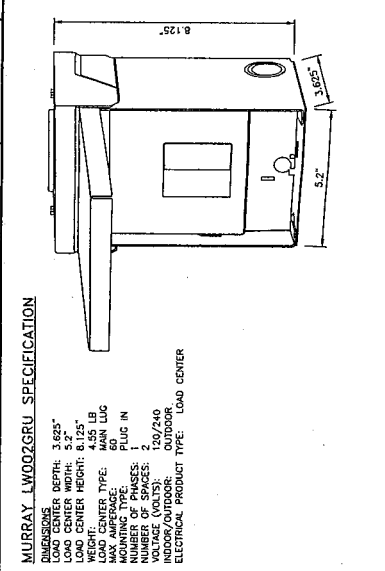 MURRAY LW002GRU SPECIFICATION
DIMENSIONS
LOAD CENTER DEPTH: 3.625"
LOAD CENTER WIDTH: 5.2"
LOAD CENTER HEIGHT: 8.125"
WEIGHT: 4.55 LB
LOAD CENTER TYPE: MAIN LUG
MAX AMPERAGE: 60
MOUNTING TYPE: PLUG IN
NUMBER OF PHASES: 1
NUMBER OF SPACES: 2
VOLTAGE (VOLTS): 120/240
INDOOR/OUTDOOR: OUTDOOR
ELECTRICAL PRODUCT TYPE: LOAD CENTER
8.125"
3.625"
5.2"